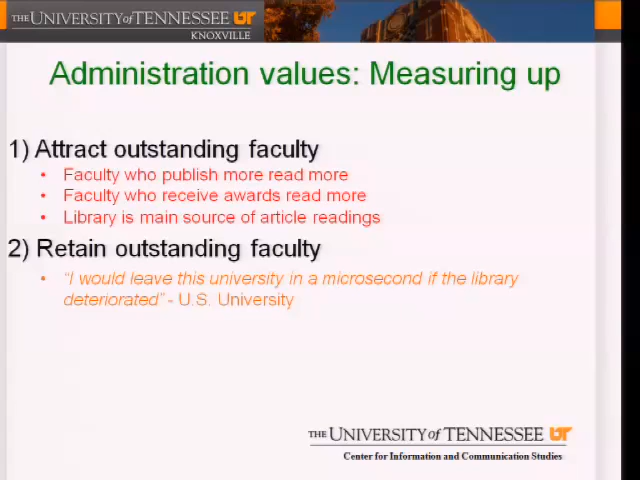 THE UNIVERSITY of TENNESSEE UT
KNOXVILLE
Administration values: Measuring up
1) Attract outstanding faculty
• Faculty who publish more read more
• Faculty who receive awards read more
• Library is main source of article readings
2) Retain outstanding faculty
• “I would leave this university in a microsecond if the library
deteriorated” - U.S. University
THE UNIVERSITY of TENNESSEE UT
Center for Information and Communication Studies